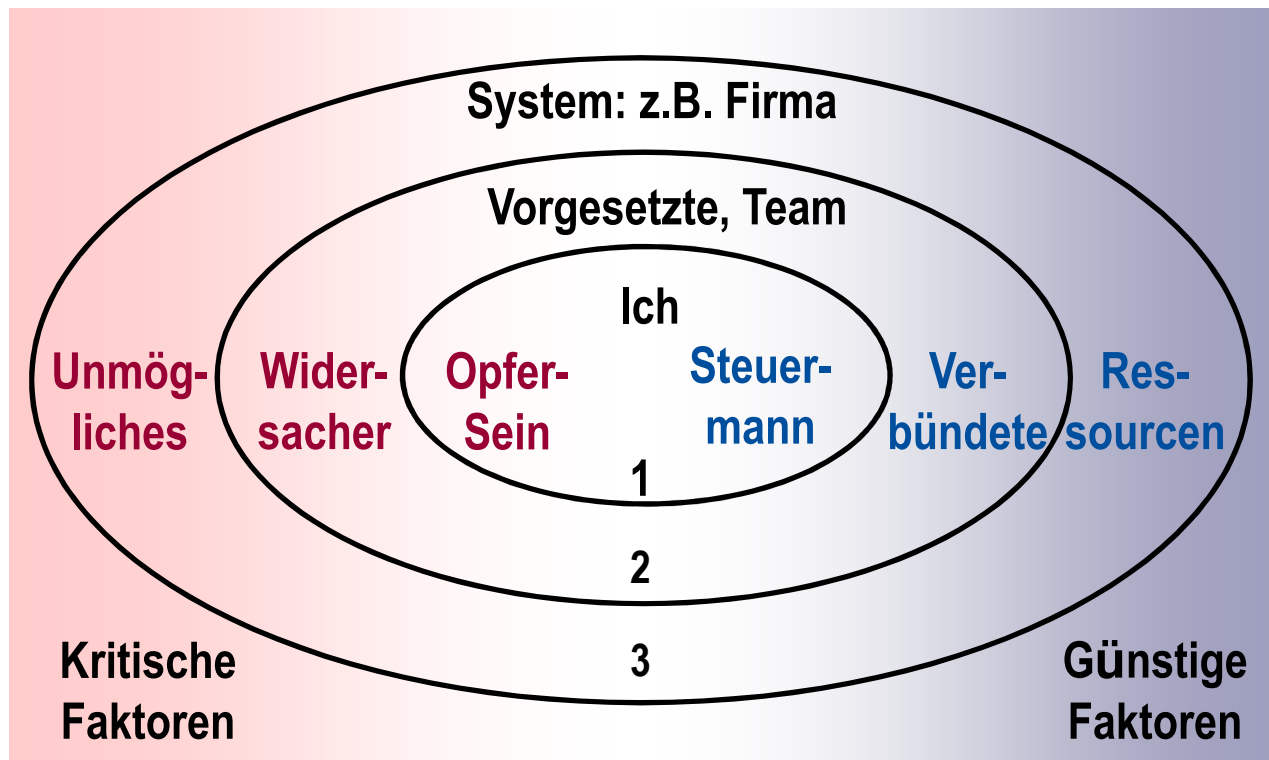 System: z.B. Firma
Vorgesetzte, Team
Ich
Unmög-
liches
Wider-
sacher
Opfer-
Sein
Steuer-
mann
Ver-
bündete
Res-
sourcen
1
2
3
Kritische
Faktoren
Günstige
Faktoren